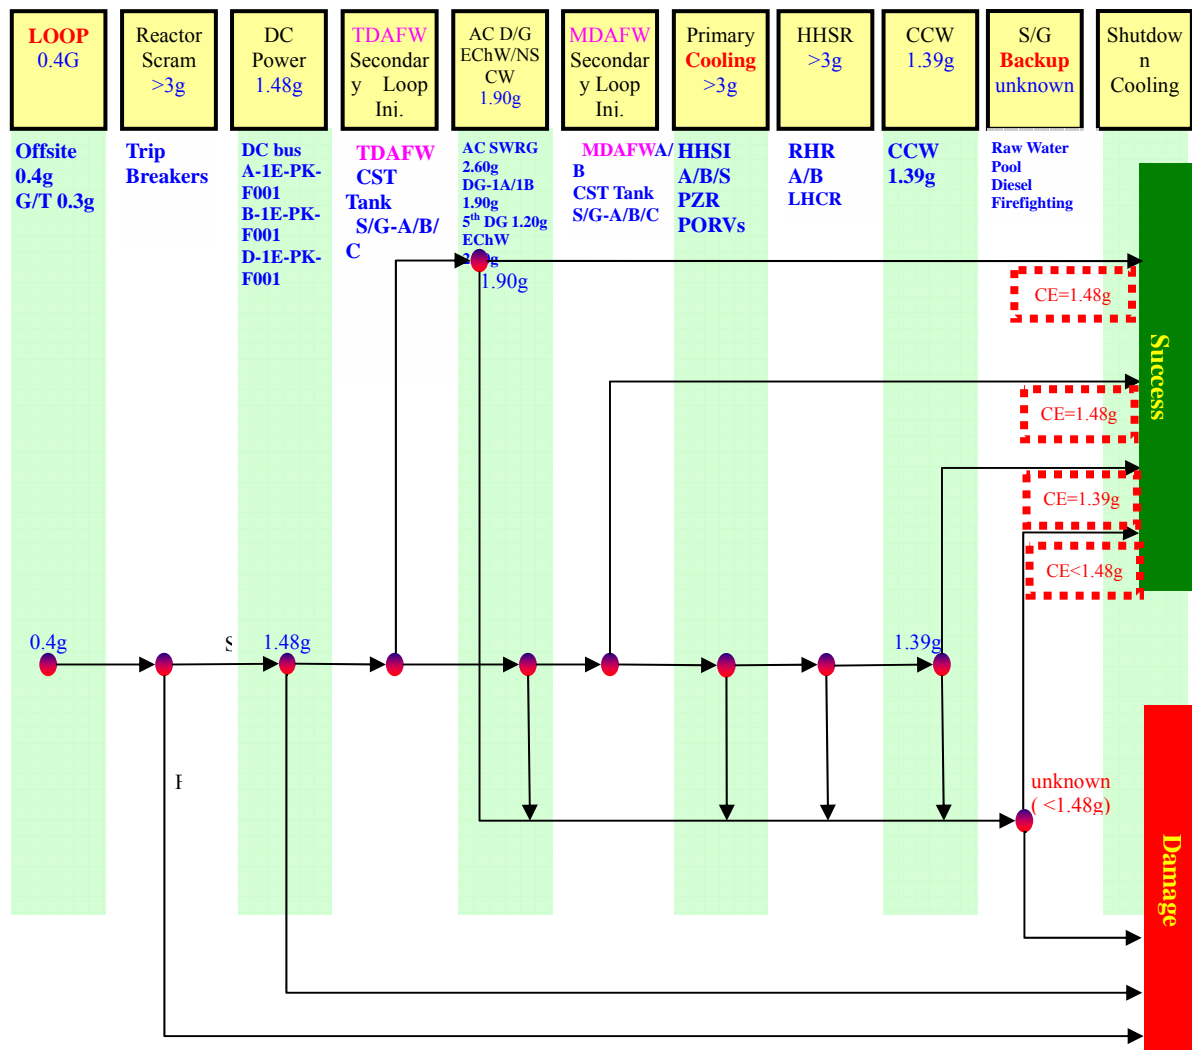 LOOP
0.4G
Reactor
Scram
>3g
DC
Power
1.48g
TDAFW
Secondar
y Loop
Inj.
AC D/G
EChW/NS
CW
1.90g
MDAFW
Secondar
y Loop
Inj.
Primary
Cooling
>3g
HHSR
>3g
CCW
1.39g
S/G
Backup
unknown
Shutdow
n
Cooling
Offsite
0.4g
G/T 0.3g
Trip
Breakers
DC bus
A-1E-PK-
F001
B-1E-PK-
F001
D-1E-PK-
F001
TDAFW
CST
Tank
S/G-A/B/
C
AC SWRG
2.60g
DG-1A/1B
1.90g
5th DG 1.20g
EChW
1.90g
MDAFWA/
B
CST Tank
S/G-A/B/C
HHSI
A/B/S
PZR
PORVs
RHR
A/B
LHCR
CCW
1.39g
Raw Water
Pool
Diesel
Firefighting
CE=1.48g
CE=1.48g
CE=1.39g
CE<1.48g
Success
0.4g
S
1.48g
1.39g
F
unknown
( <1.48g)
Damage